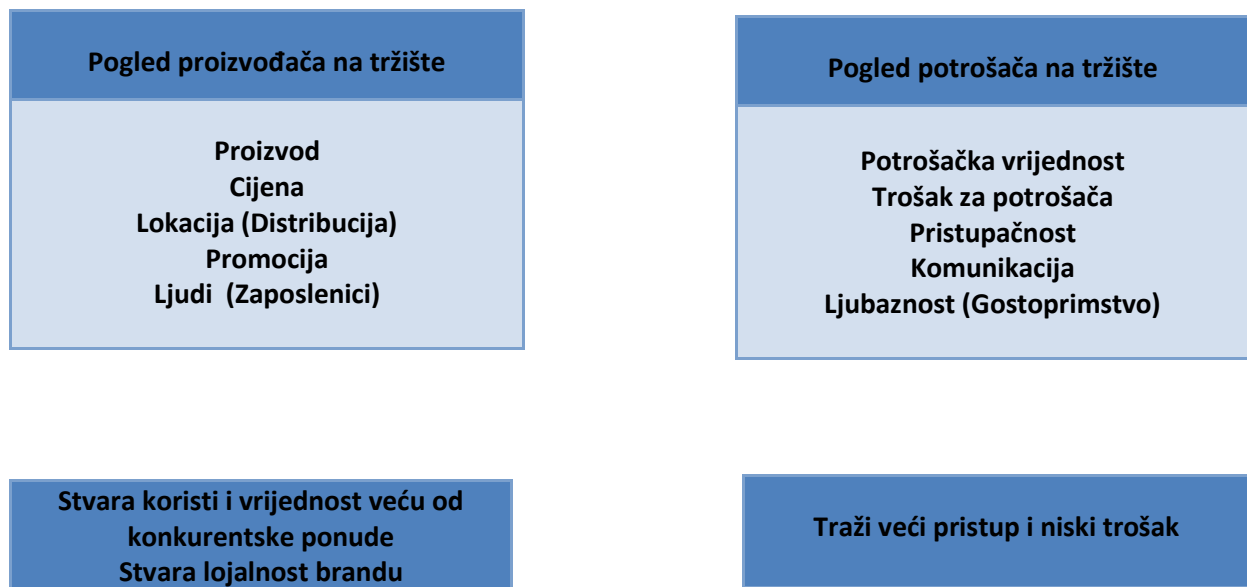 Pogled proizvođača na tržište
Proizvod
Cijena
Lokacija (Distribucija)
Promocija
Ljudi  (Zaposlenici)
Pogled potrošača na tržište
Potrošačka vrijednost
Trošak za potrošača
Pristupačnost
Komunikacija
Ljubaznost (Gostoprimstvo)
Stvara koristi i vrijednost veću od
konkurentske ponude
Stvara lojalnost brandu
Traži veći pristup i niski trošak